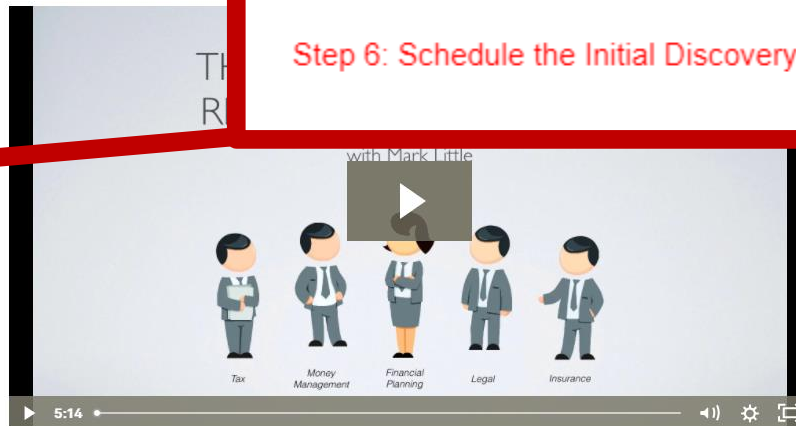 Step 6: Schedule the Initial Discovery
with Mark Little
Tax
Money
Management
Financial
Planning
Legal
Insurance
5:14